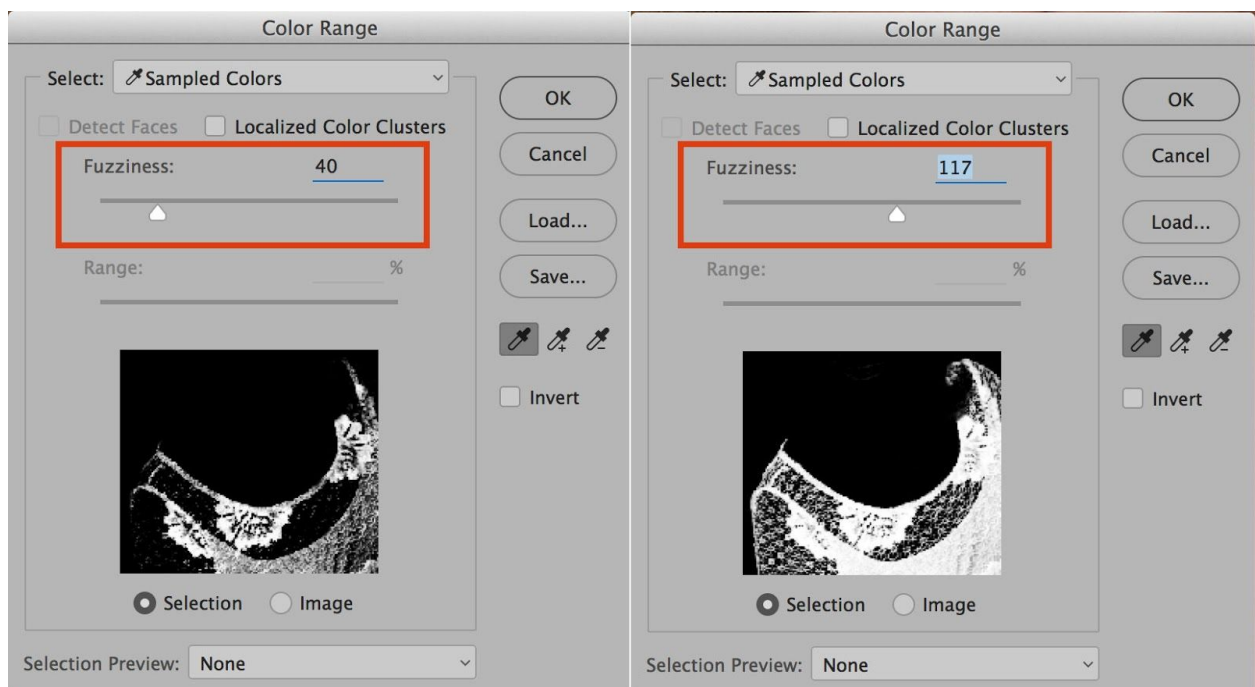 Color Range
Select: Sampled Colors
Detect Faces Localized Color Clusters
Fuzziness: 40
Range: %
Selection Image
Selection Preview: None
OK
Cancel
Load...
Save...
Invert
Color Range
Select: Sampled Colors
Detect Faces Localized Color Clusters
Fuzziness: 117
Range: %
Selection Image
Selection Preview: None
OK
Cancel
Load...
Save...
Invert